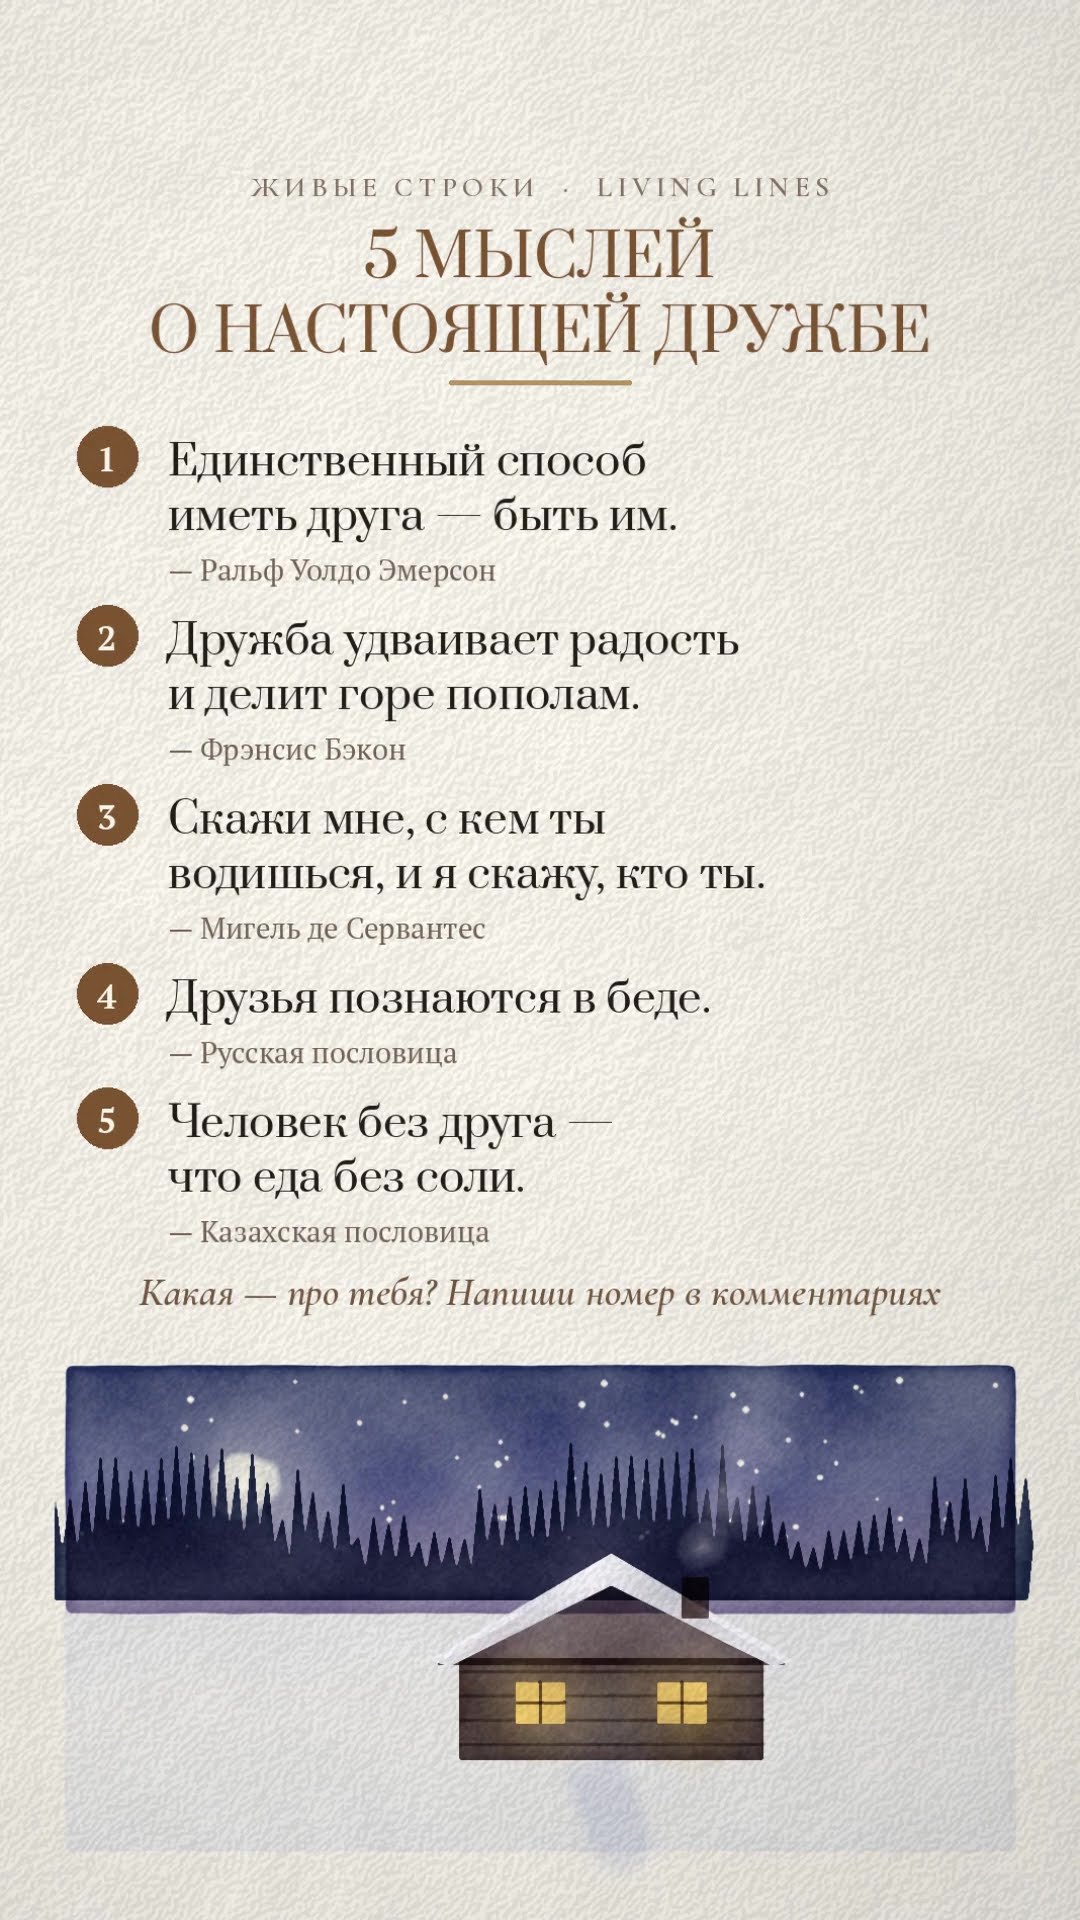 ЖИВЫЕ СТРОКИ · LIVING LINES
5 МЫСЛЕЙ
О НАСТОЯЩЕЙ ДРУЖБЕ
1 Единственный способ
иметь друга — быть им.
— Ральф Уолдо Эмерсон
2 Дружба удваивает радость
и делит горе пополам.
— Фрэнсис Бэкон
3 Скажи мне, с кем ты
водишься, и я скажу, кто ты.
— Мигель де Сервантес
4 Друзья познаются в беде.
— Русская пословица
5 Человек без друга —
что еда без соли.
— Казахская пословица
Какая — про тебя? Напиши номер в комментариях